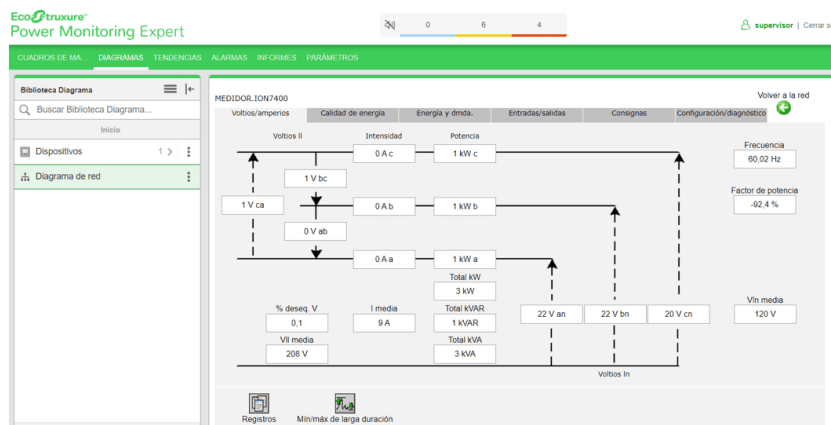 EcoStruxure™
Power Monitoring Expert
0 6 4
supervisor | Cerrar se
CUADROS DE MA... DIAGRAMAS TENDENCIAS ALARMAS INFORMES PARÁMETROS
Biblioteca Diagrama
Buscar Biblioteca Diagrama...
Inicio
Dispositivos 1 >
Diagrama de red
MEDIDOR.ION7400
Volver a la red
Voltios/amperios Calidad de energía Energía y dmda. Entradas/salidas Consignas Configuración/diagnóstico
Voltios ll Intensidad Potencia
0 A c 1 kW c
1 V bc
1 V ca
0 A b 1 kW b
0 V ab
0 A a 1 kW a
Total kW
3 kW
% deseq. V I media Total kVAR
0,1 9 A 1 kVAR
Vll media Total kVA
208 V 3 kVA
22 V an 22 V bn 20 V cn
Voltios ln
Frecuencia
60,02 Hz
Factor de potencia
-92,4 %
Vln media
120 V
Registros Mín/máx de larga duración